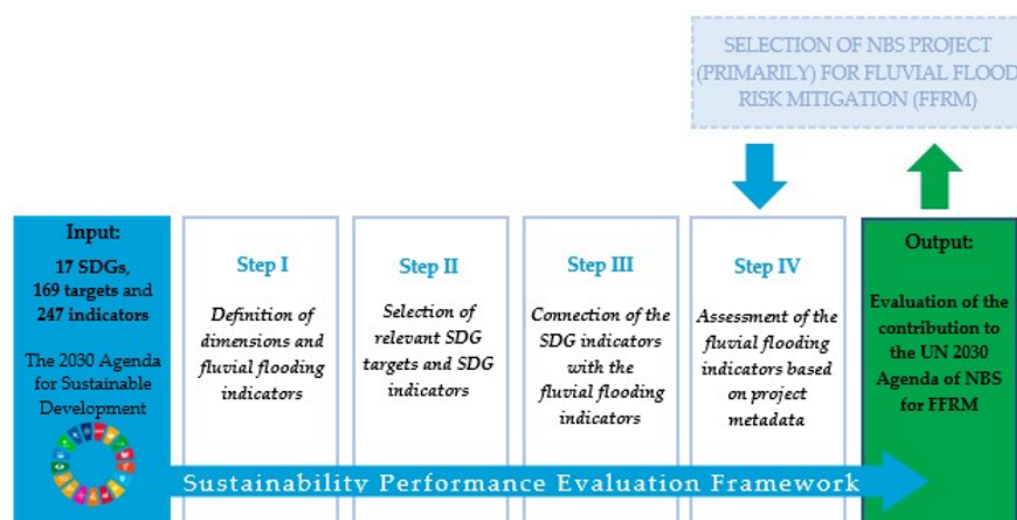 SELECTION OF NBS PROJECT
(PRIMARILY) FOR FLUVIAL FLOOD
RISK MITIGATION (FFRM)
Input:
17 SDGs,
169 targets and
247 indicators
The 2030 Agenda
for Sustainable
Development
Step I
Definition of
dimensions and
fluvial flooding
indicators
Step II
Selection of
relevant SDG
targets and SDG
indicators
Step III
Connection of the
SDG indicators
with the
fluvial flooding
indicators
Step IV
Assessment of the
fluvial flooding
indicators based
on project
metadata
Output:
Evaluation of the
contribution to
the UN 2030
Agenda of NBS
for FFRM
Sustainability Performance Evaluation Framework